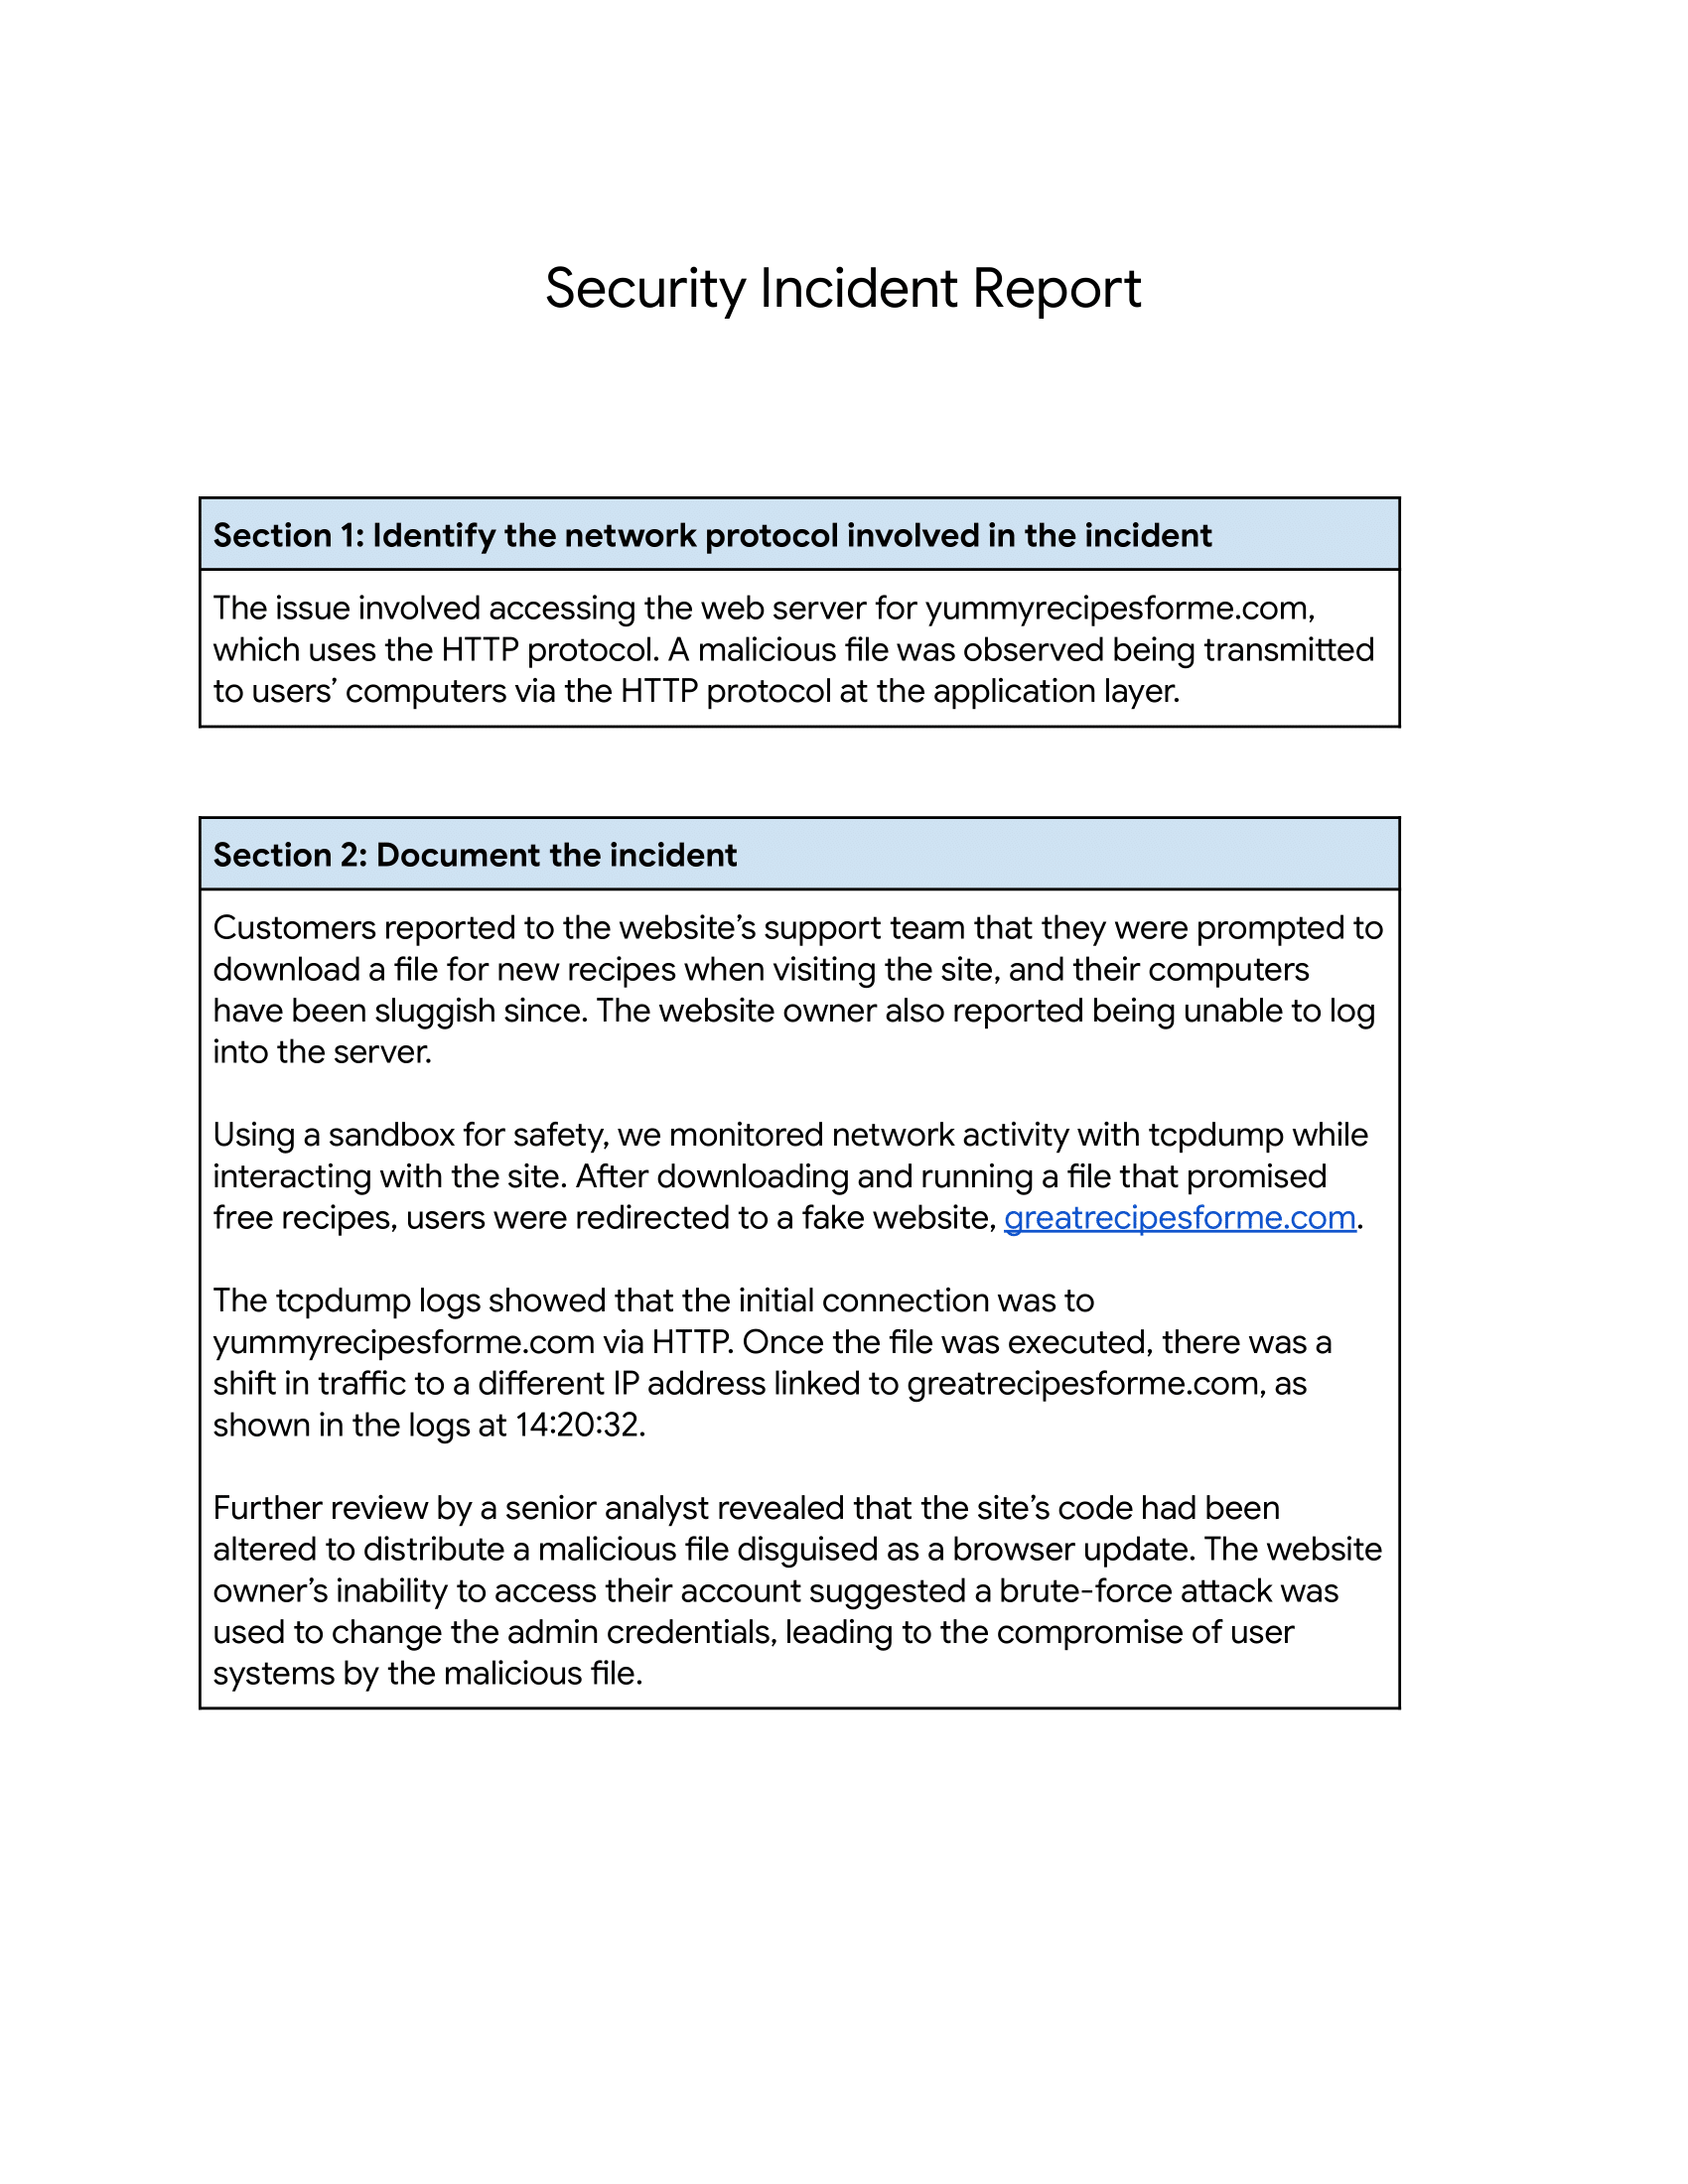 Security Incident Report
Section 1: Identify the network protocol involved in the incident
The issue involved accessing the web server for yummyrecipesforme.com,
which uses the HTTP protocol. A malicious file was observed being transmitted
to users’ computers via the HTTP protocol at the application layer.
Section 2: Document the incident
Customers reported to the website’s support team that they were prompted to
download a file for new recipes when visiting the site, and their computers
have been sluggish since. The website owner also reported being unable to log
into the server.
Using a sandbox for safety, we monitored network activity with tcpdump while
interacting with the site. After downloading and running a file that promised
free recipes, users were redirected to a fake website, greatrecipesforme.com.
The tcpdump logs showed that the initial connection was to
yummyrecipesforme.com via HTTP. Once the file was executed, there was a
shift in traffic to a different IP address linked to greatrecipesforme.com, as
shown in the logs at 14:20:32.
Further review by a senior analyst revealed that the site’s code had been
altered to distribute a malicious file disguised as a browser update. The website
owner’s inability to access their account suggested a brute-force attack was
used to change the admin credentials, leading to the compromise of user
systems by the malicious file.